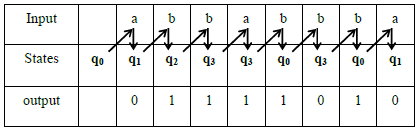 Input a b b a b b b a
States q0 q1 q2 q3 q3 q0 q3 q0 q1
output 0 1 1 1 1 0 1 0